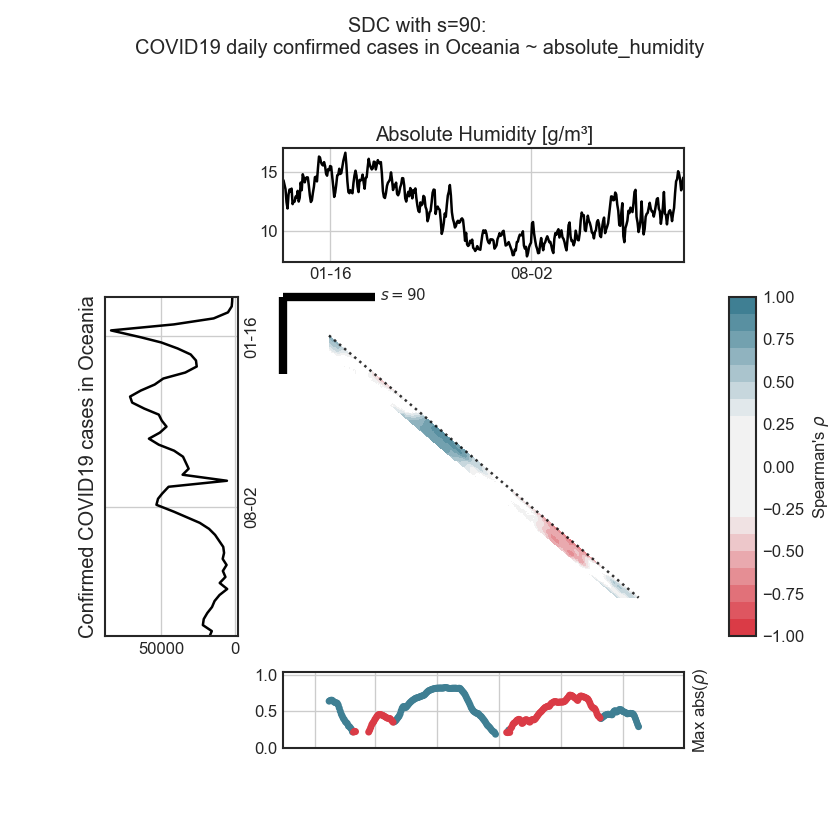 SDC with s=90:
COVID19 daily confirmed cases in Oceania ~ absolute_humidity
Absolute Humidity [g/m³]
15
10
01-16
08-02
s = 90
Confirmed COVID19 cases in Oceania
01-16
08-02
50000
0
1.00
0.75
0.50
0.25
0.00
−0.25
−0.50
−0.75
−1.00
Spearman's ρ
1.0
0.5
0.0
Max abs(ρ)